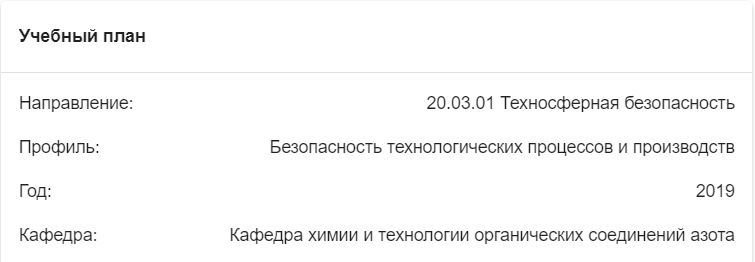 Учебный план
Направление: 20.03.01 Техносферная безопасность
Профиль: Безопасность технологических процессов и производств
Год: 2019
Кафедра: Кафедра химии и технологии органических соединений азота